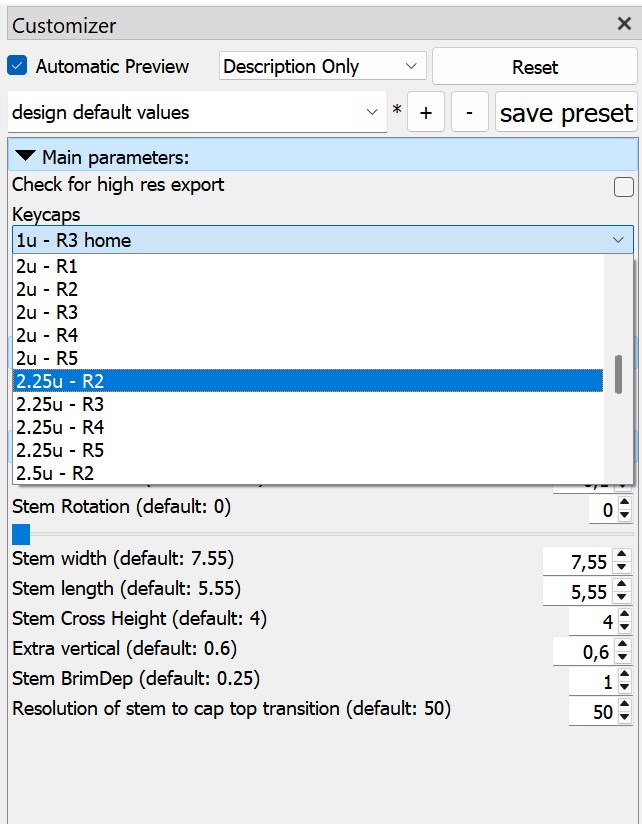 Customizer
Automatic Preview Description Only Reset
design default values * + - save preset
Main parameters:
Check for high res export
Keycaps
1u - R3 home
2u - R1
2u - R2
2u - R3
2u - R4
2u - R5
2.25u - R2
2.25u - R3
2.25u - R4
2.25u - R5
2.5u - R2
Stem Rotation (default: 0) 0
Stem width (default: 7.55) 7,55
Stem length (default: 5.55) 5,55
Stem Cross Height (default: 4) 4
Extra vertical (default: 0.6) 0,6
Stem BrimDep (default: 0.25) 1
Resolution of stem to cap top transition (default: 50) 50